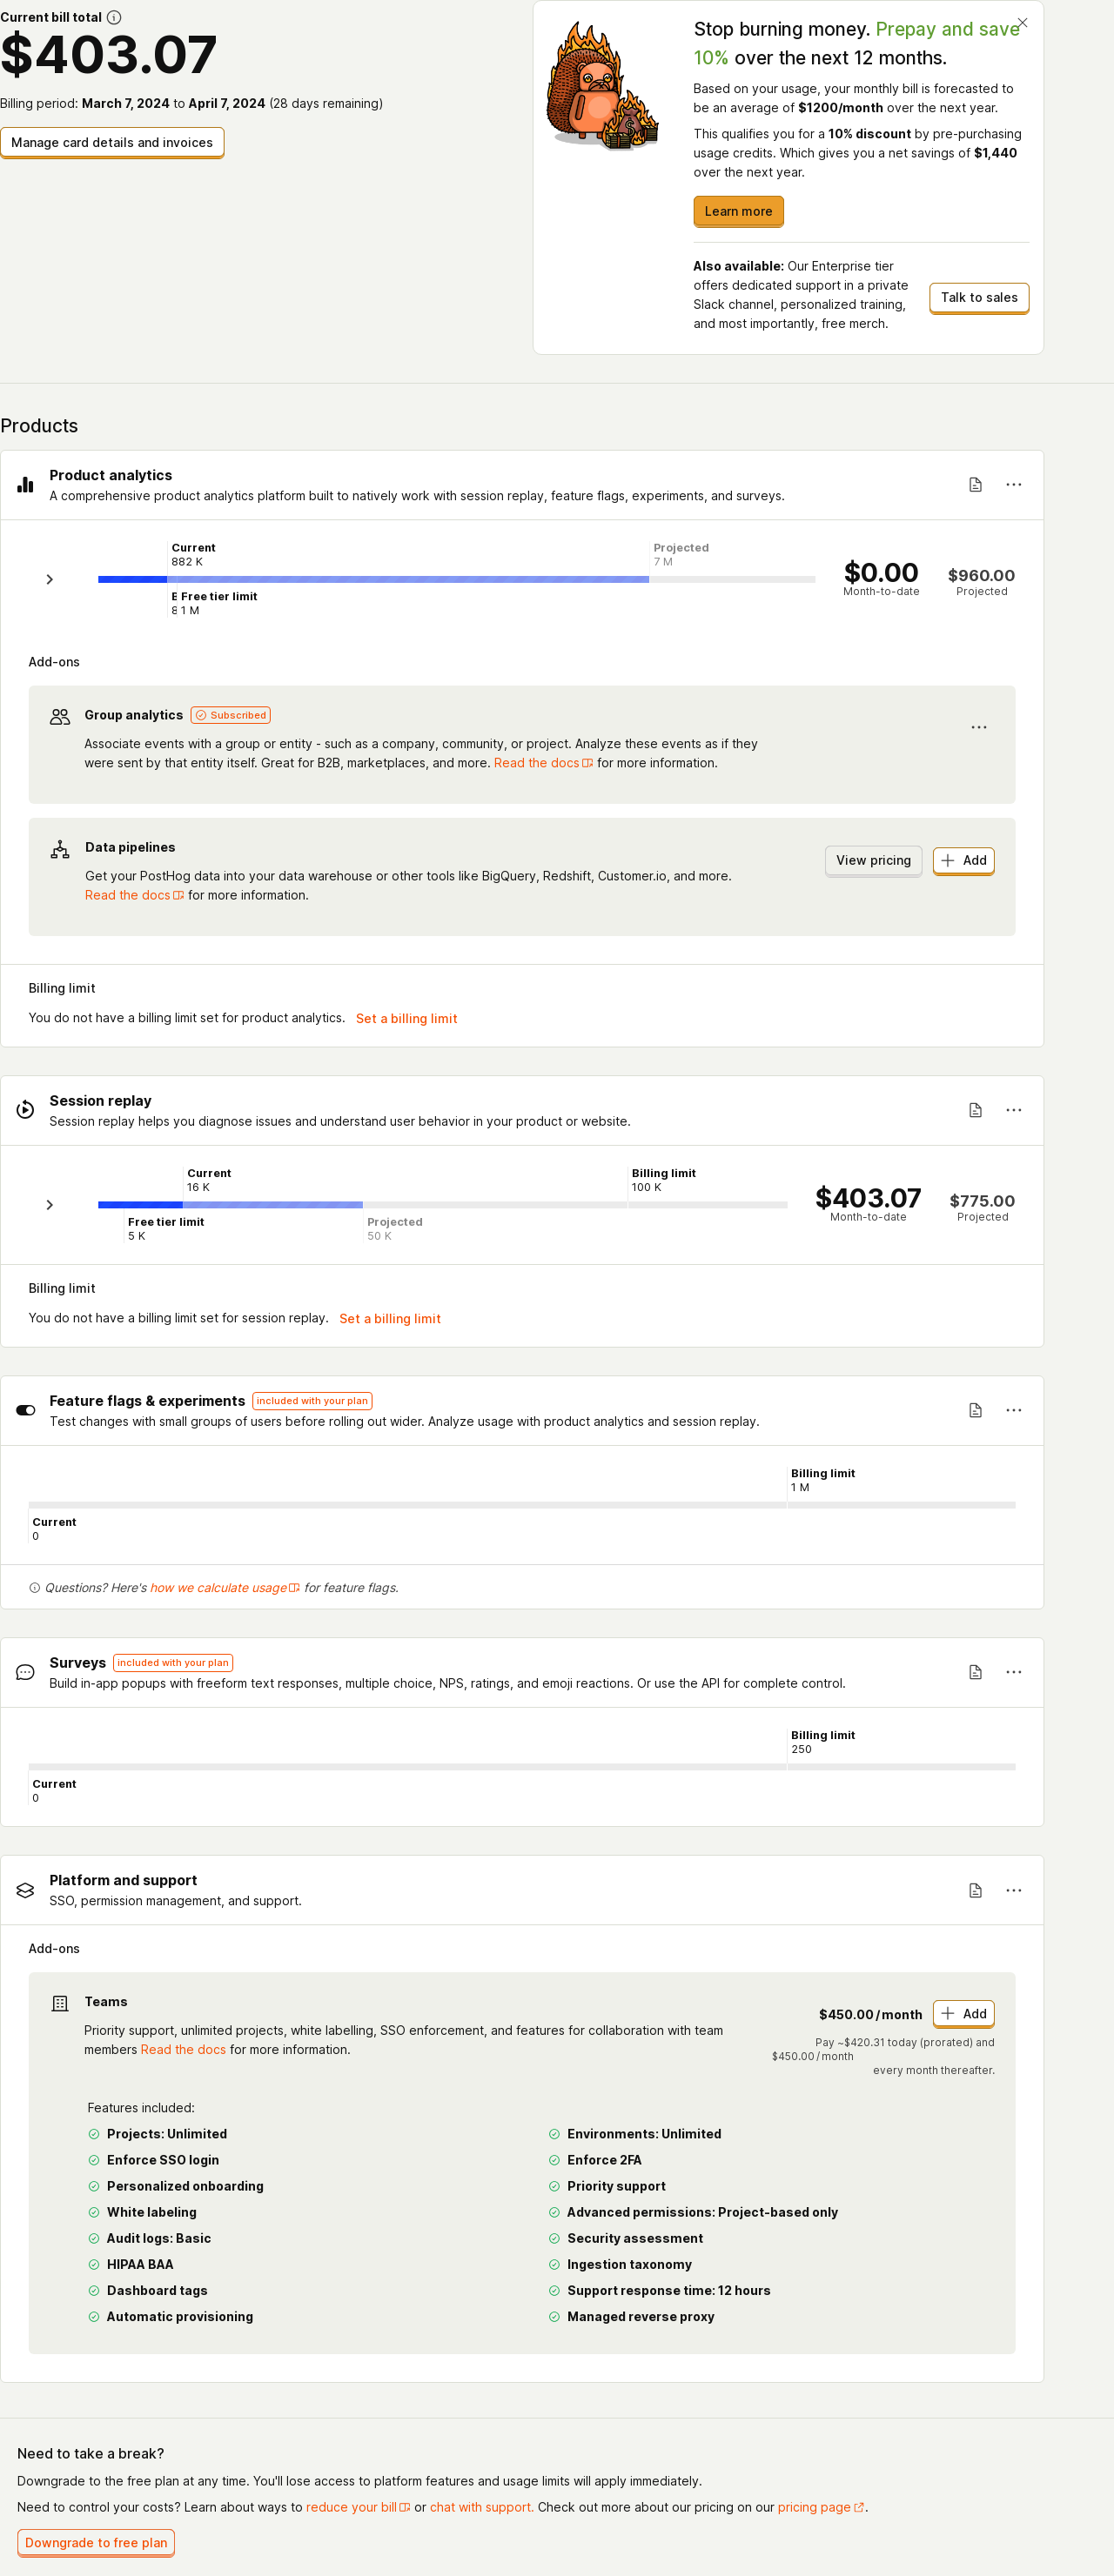 Current bill total
$403.07
Billing period: March 7, 2024 to April 7, 2024 (28 days remaining)
Manage card details and invoices
Stop burning money. Prepay and save
10% over the next 12 months.
Based on your usage, your monthly bill is forecasted to
be an average of $1200/month over the next year.
This qualifies you for a 10% discount by pre-purchasing
usage credits. Which gives you a net savings of $1,440
over the next year.
Learn more
Also available: Our Enterprise tier
offers dedicated support in a private
Slack channel, personalized training,
and most importantly, free merch.
Talk to sales
Products
Product analytics
A comprehensive product analytics platform built to natively work with session replay, feature flags, experiments, and surveys.
Current
882 K
Projected
7 M
Free tier limit
1 M
$0.00
Month-to-date
$960.00
Projected
Add-ons
Group analytics Subscribed
Associate events with a group or entity - such as a company, community, or project. Analyze these events as if they
were sent by that entity itself. Great for B2B, marketplaces, and more. Read the docs for more information.
Data pipelines
Get your PostHog data into your data warehouse or other tools like BigQuery, Redshift, Customer.io, and more.
Read the docs for more information.
View pricing
Add
Billing limit
You do not have a billing limit set for product analytics. Set a billing limit
Session replay
Session replay helps you diagnose issues and understand user behavior in your product or website.
Current
16 K
Billing limit
100 K
Free tier limit
5 K
Projected
50 K
$403.07
Month-to-date
$775.00
Projected
Billing limit
You do not have a billing limit set for session replay. Set a billing limit
Feature flags & experiments included with your plan
Test changes with small groups of users before rolling out wider. Analyze usage with product analytics and session replay.
Billing limit
1 M
Current
0
Questions? Here's how we calculate usage for feature flags.
Surveys included with your plan
Build in-app popups with freeform text responses, multiple choice, NPS, ratings, and emoji reactions. Or use the API for complete control.
Billing limit
250
Current
0
Platform and support
SSO, permission management, and support.
Add-ons
Teams
Priority support, unlimited projects, white labelling, SSO enforcement, and features for collaboration with team
members Read the docs for more information.
$450.00/month
Add
Pay ~$420.31 today (prorated) and
$450.00/month
every month thereafter.
Features included:
Projects: Unlimited
Environments: Unlimited
Enforce SSO login
Enforce 2FA
Personalized onboarding
Priority support
White labeling
Advanced permissions: Project-based only
Audit logs: Basic
Security assessment
HIPAA BAA
Ingestion taxonomy
Dashboard tags
Support response time: 12 hours
Automatic provisioning
Managed reverse proxy
Need to take a break?
Downgrade to the free plan at any time. You'll lose access to platform features and usage limits will apply immediately.
Need to control your costs? Learn about ways to reduce your bill or chat with support. Check out more about our pricing on our pricing page.
Downgrade to free plan